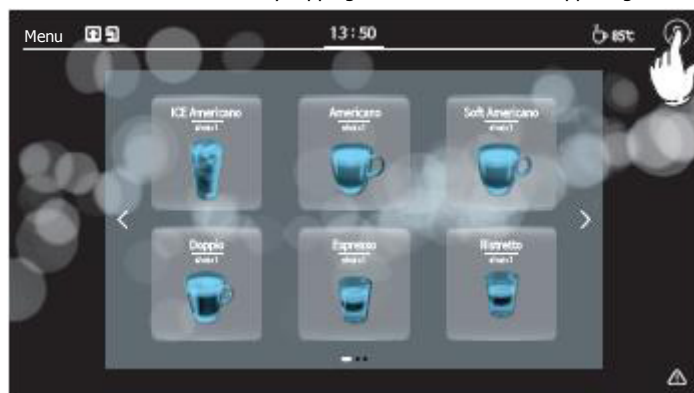 Menu
13:50
85℃
ICE Americano
Americano
Soft Americano
Doppio
Espresso
Ristretto